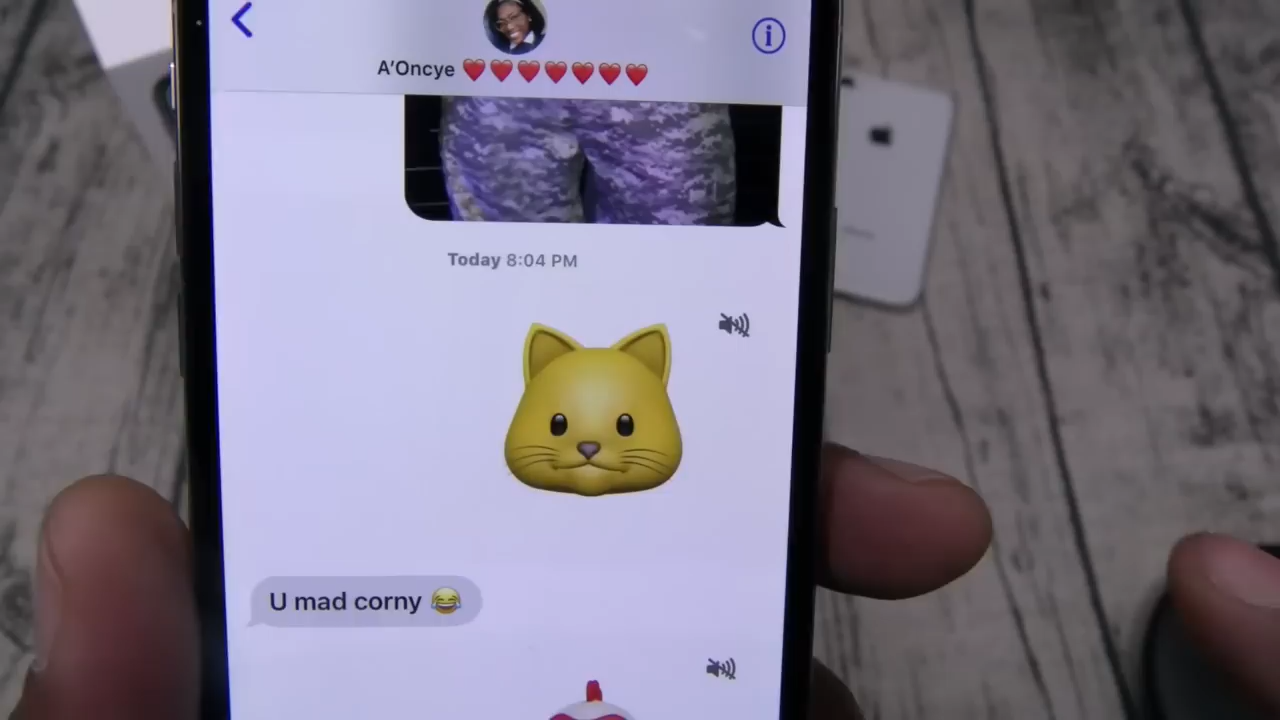 A'Oncye ❤️❤️❤️❤️❤️❤️❤️
Today 8:04 PM
U mad corny 😂